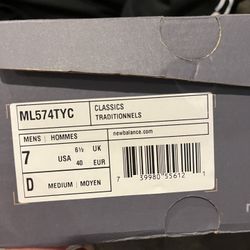 ML574TYC
CLASSICS
TRADITIONNELS
MENS | HOMMES
7 USA
6½ UK
40 EUR
newbalance.com
D MEDIUM | MOYEN
7 39980 55612 1